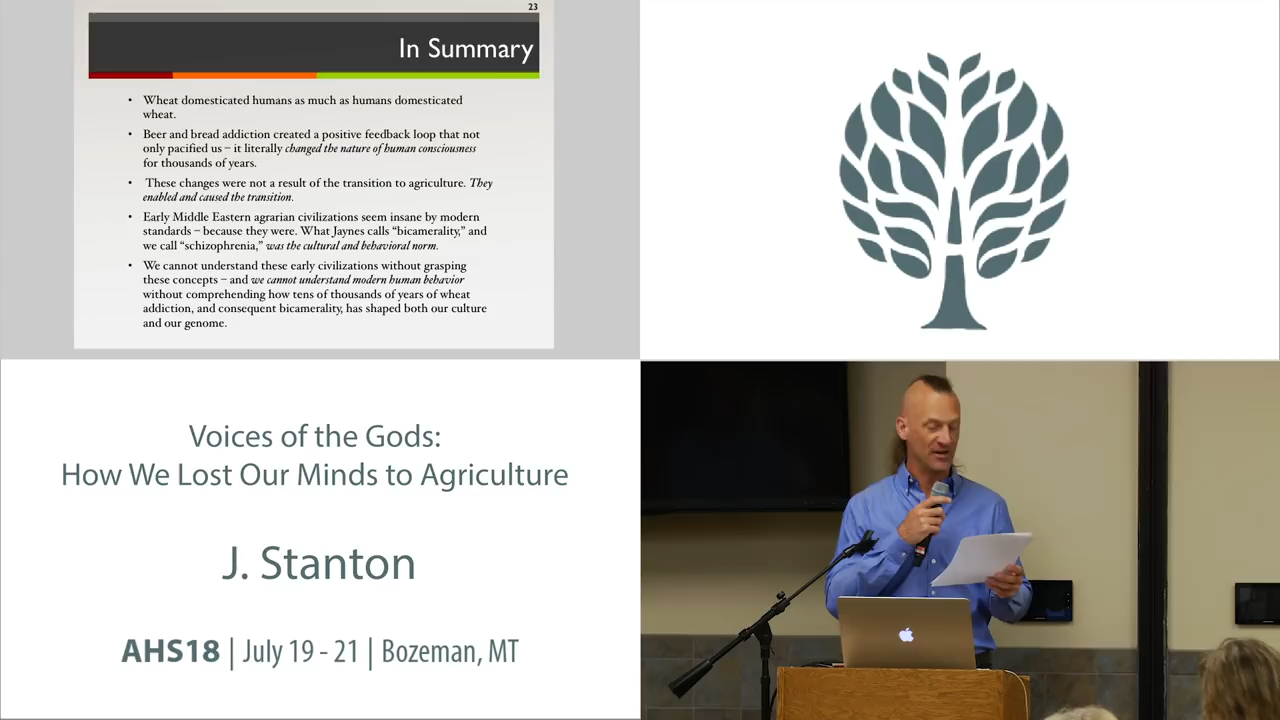 23
In Summary
• Wheat domesticated humans as much as humans domesticated
wheat.
• Beer and bread addiction created a positive feedback loop that not
only pacified us – it literally changed the nature of human consciousness
for thousands of years.
• These changes were not a result of the transition to agriculture. They
enabled and caused the transition.
• Early Middle Eastern agrarian civilizations seem insane by modern
standards – because they were. What Jaynes calls “bicamerality,” and
we call “schizophrenia,” was the cultural and behavioral norm.
• We cannot understand these early civilizations without grasping
these concepts – and we cannot understand modern human behavior
without comprehending how tens of thousands of years of wheat
addiction, and consequent bicamerality, has shaped both our culture
and our genome.
Voices of the Gods:
How We Lost Our Minds to Agriculture
J. Stanton
AHS18 | July 19 - 21 | Bozeman, MT